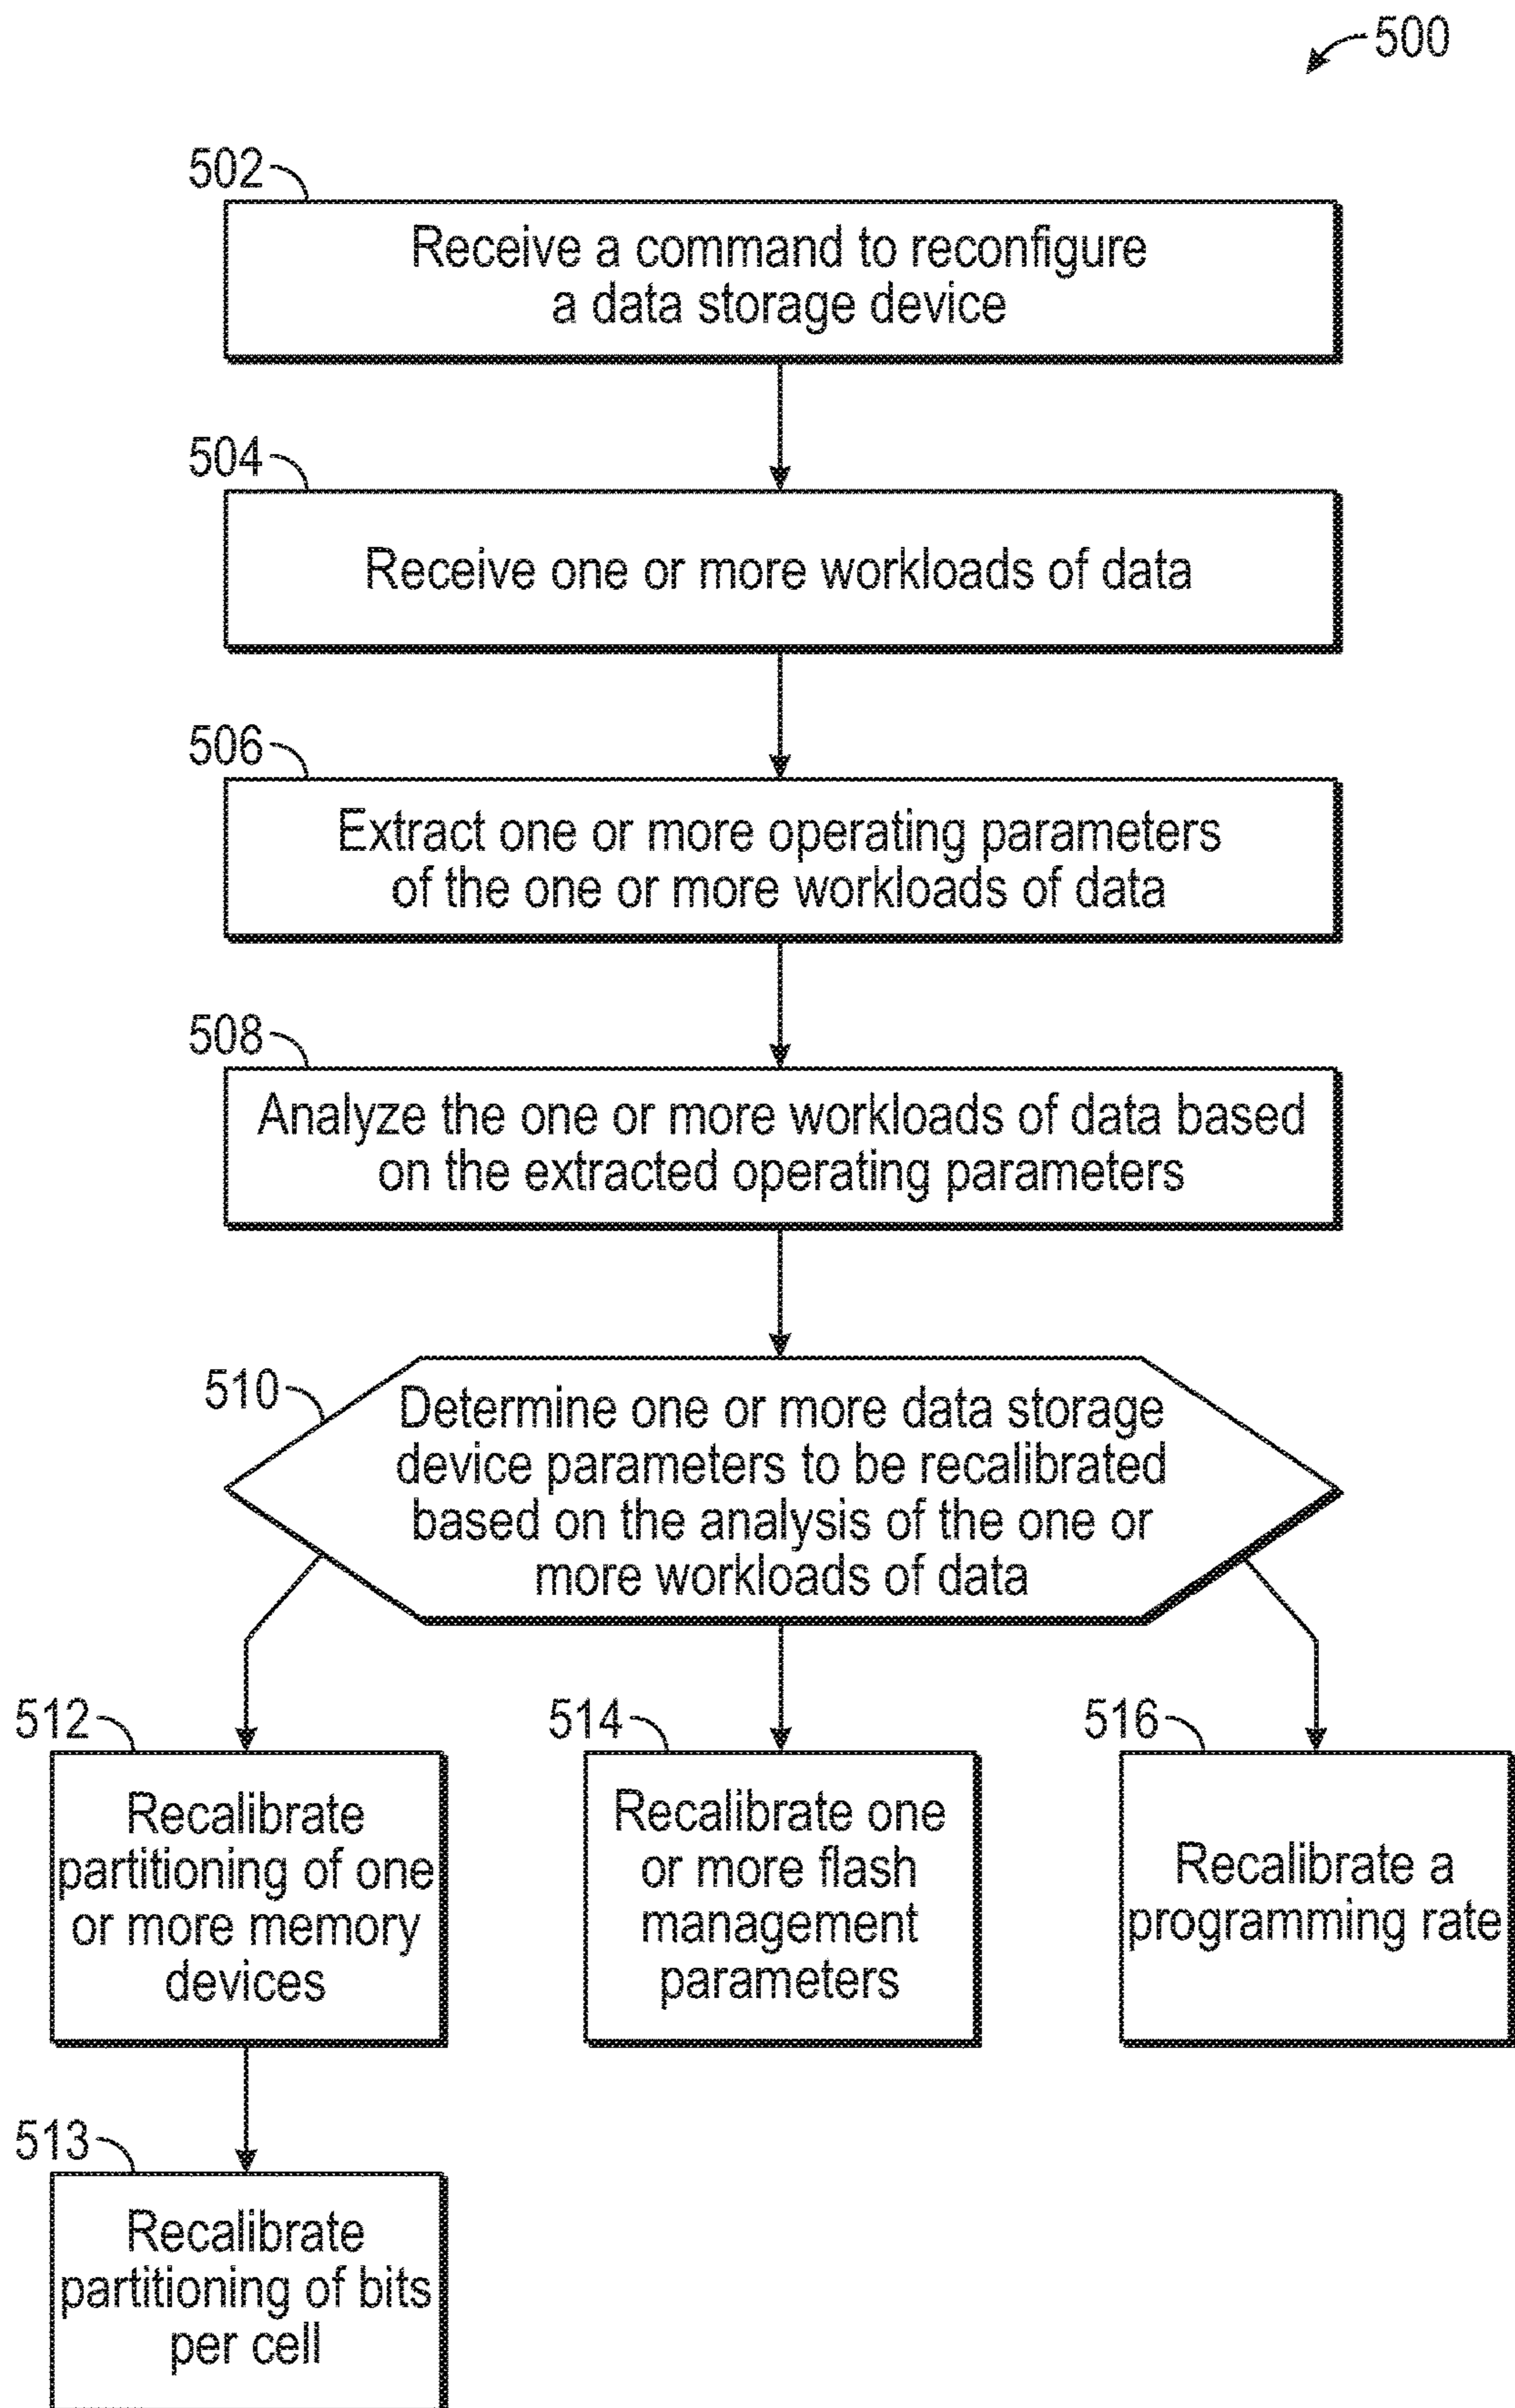 500
502
Receive a command to reconfigure
a data storage device
504
Receive one or more workloads of data
506
Extract one or more operating parameters
of the one or more workloads of data
508
Analyze the one or more workloads of data based
on the extracted operating parameters
510
Determine one or more data storage
device parameters to be recalibrated
based on the analysis of the one or
more workloads of data
512
Recalibrate
partitioning of one
or more memory
devices
514
Recalibrate one
or more flash
management
parameters
516
Recalibrate a
programming rate
513
Recalibrate
partitioning of bits
per cell